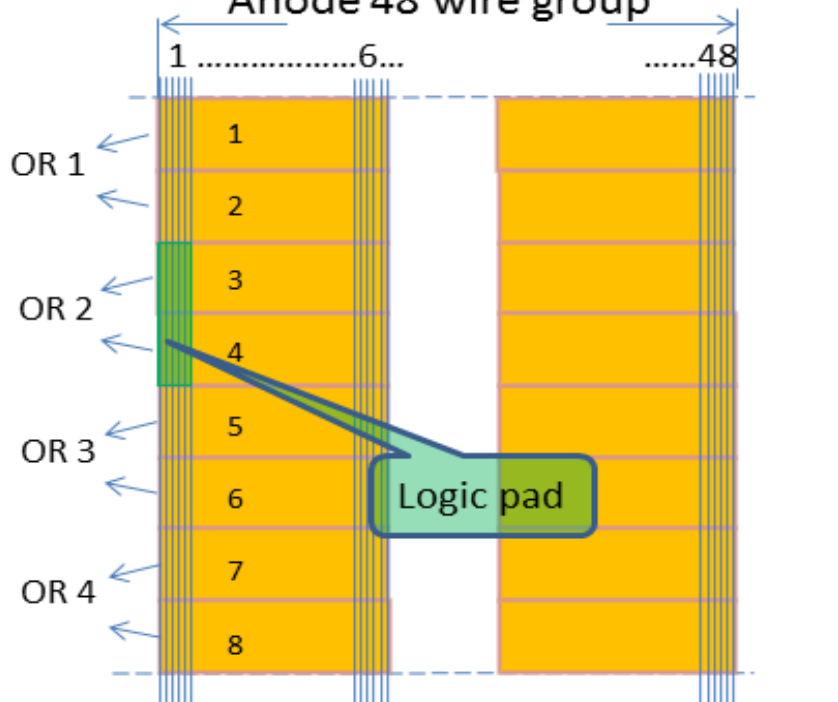 Anode 48 wire group
1 ..................6...
......48
OR 1
1
2
OR 2
3
4
OR 3
5
6
Logic pad
OR 4
7
8